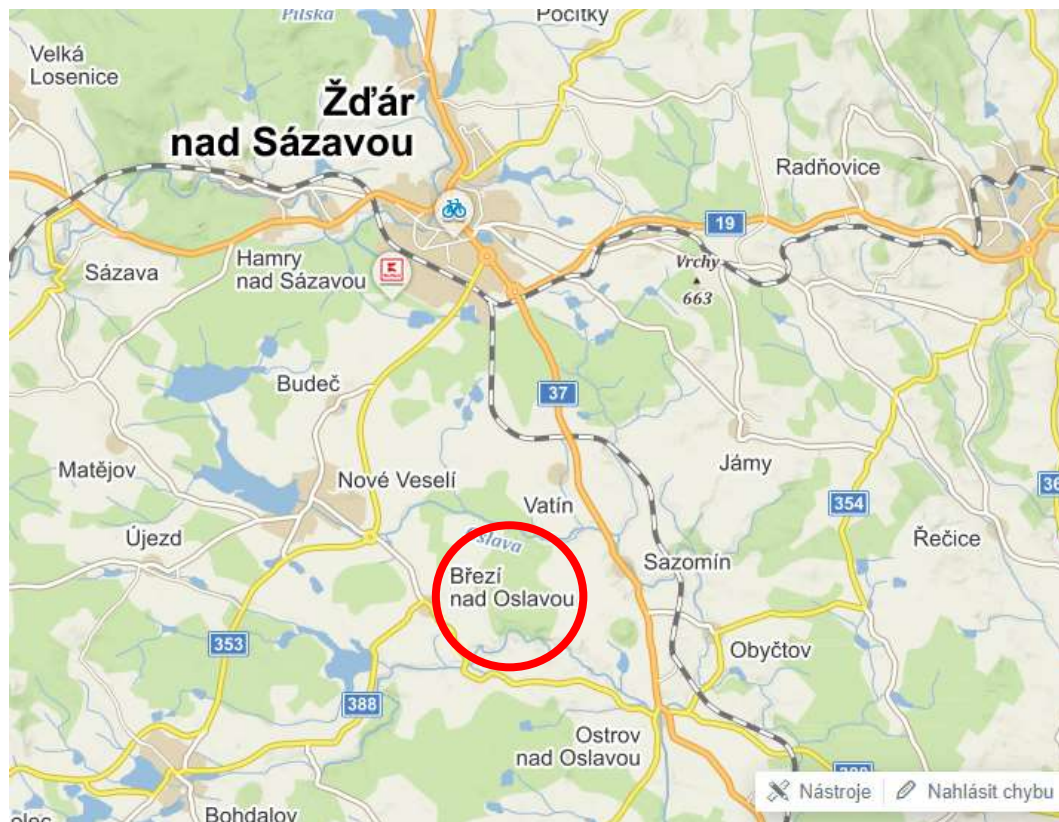 Pilská
Počítky
Velká
Losenice
Žďár
nad Sázavou
Radňovice
19
Sázava
Hamry
nad Sázavou
Vrchy
663
Budeč
37
Matějov
Nové Veselí
Jámy
Vatín
354
Újezd
Oslava
Řečice
Březí
nad Oslavou
Sazomín
353
Obyčtov
388
Ostrov
nad Oslavou
Nástroje
Nahlásit chybu
Bohdalov